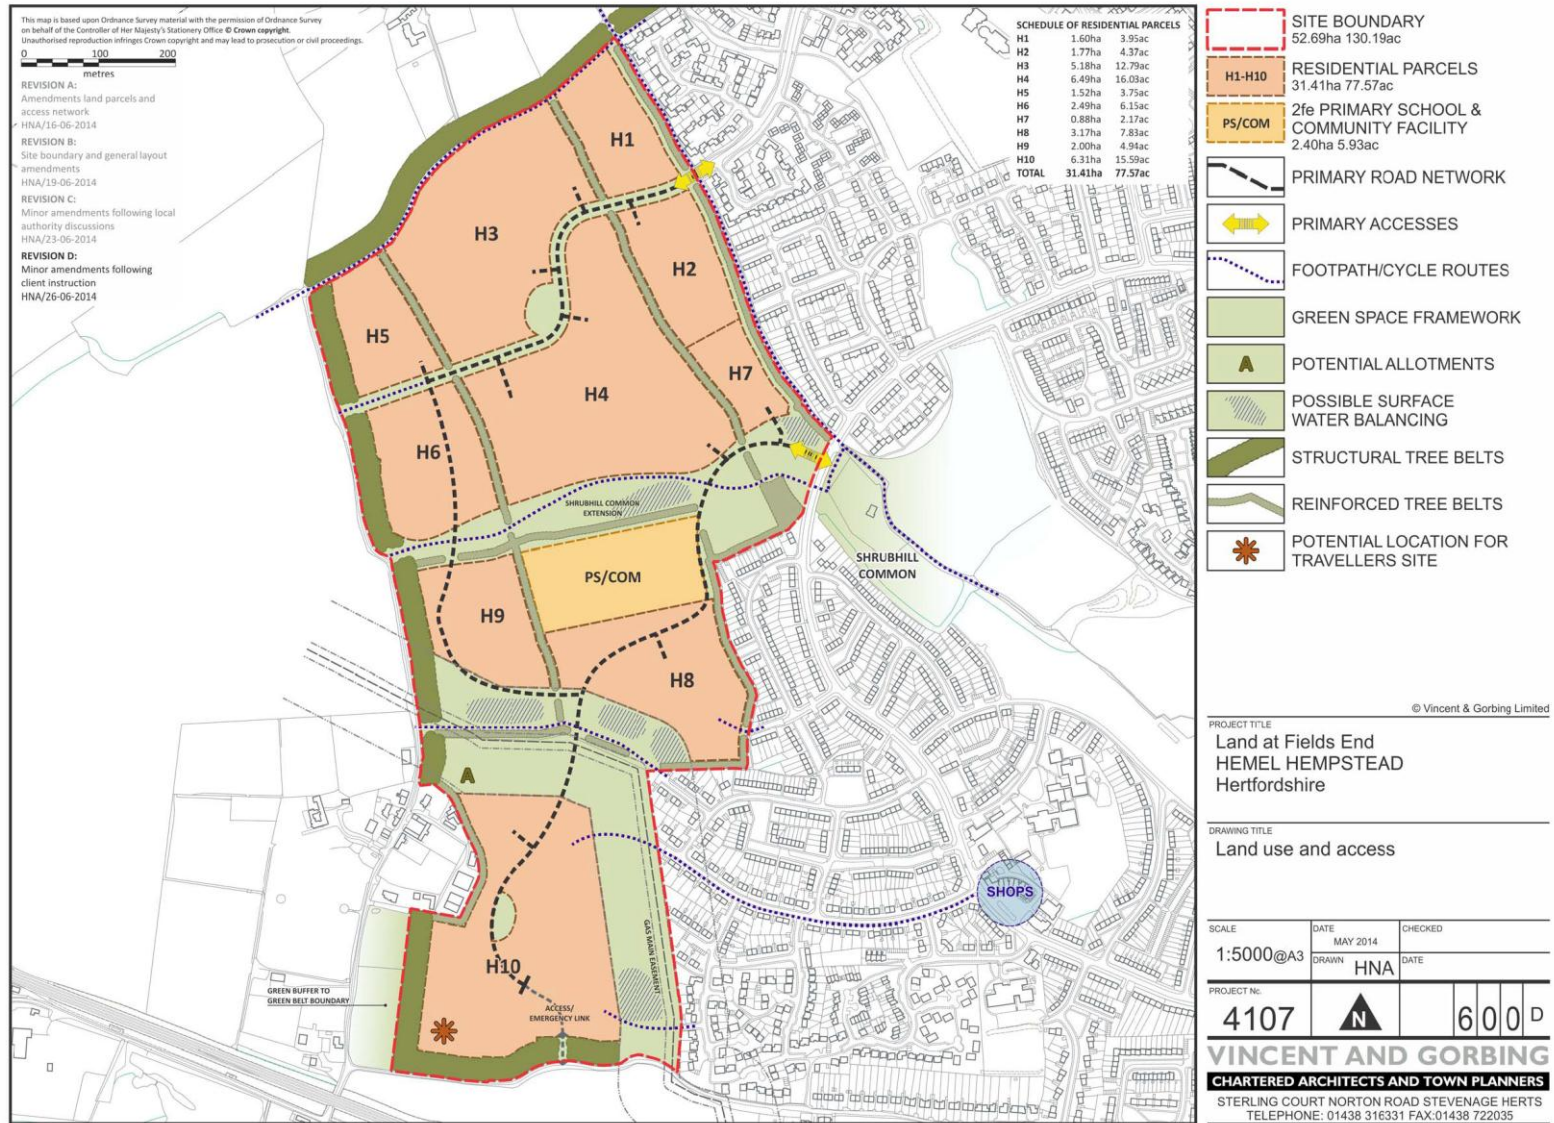 This map is based upon Ordnance Survey material with the permission of Ordnance Survey
on behalf of the Controller of Her Majesty's Stationery Office © Crown copyright.
Unauthorised reproduction infringes Crown copyright and may lead to prosecution or civil proceedings.
0 100 200
metres
REVISION A:
Amendments land parcels and
access network
HNA/16-06-2014
REVISION B:
Site boundary and general layout
amendments
HNA/19-06-2014
REVISION C:
Minor amendments following local
authority discussions
HNA/23-06-2014
REVISION D:
Minor amendments following
client instruction
HNA/26-06-2014
SCHEDULE OF RESIDENTIAL PARCELS
H1 1.60ha 3.95ac
H2 1.77ha 4.37ac
H3 5.18ha 12.79ac
H4 6.49ha 16.03ac
H5 1.52ha 3.75ac
H6 2.49ha 6.15ac
H7 0.88ha 2.17ac
H8 3.17ha 7.83ac
H9 2.00ha 4.94ac
H10 6.31ha 15.59ac
TOTAL 31.41ha 77.57ac
H1
H3
H2
H5
H7
H4
H6
SHRUBHILL COMMON
EXTENSION
SHRUBHILL
COMMON
PS/COM
H9
H8
A
SHOPS
GAS MAIN EASEMENT
H10
GREEN BUFFER TO
GREEN BELT BOUNDARY
ACCESS/
EMERGENCY LINK
SITE BOUNDARY
52.69ha 130.19ac
H1-H10
RESIDENTIAL PARCELS
31.41ha 77.57ac
PS/COM
2fe PRIMARY SCHOOL &
COMMUNITY FACILITY
2.40ha 5.93ac
PRIMARY ROAD NETWORK
PRIMARY ACCESSES
FOOTPATH/CYCLE ROUTES
GREEN SPACE FRAMEWORK
A
POTENTIAL ALLOTMENTS
POSSIBLE SURFACE
WATER BALANCING
STRUCTURAL TREE BELTS
REINFORCED TREE BELTS
POTENTIAL LOCATION FOR
TRAVELLERS SITE
© Vincent & Gorbing Limited
PROJECT TITLE
Land at Fields End
HEMEL HEMPSTEAD
Hertfordshire
DRAWING TITLE
Land use and access
SCALE
1:5000@A3
DATE
MAY 2014
CHECKED
DRAWN HNA
DATE
PROJECT No.
4107
N
600 D
VINCENT AND GORBING
CHARTERED ARCHITECTS AND TOWN PLANNERS
STERLING COURT NORTON ROAD STEVENAGE HERTS
TELEPHONE: 01438 316331 FAX:01438 722035